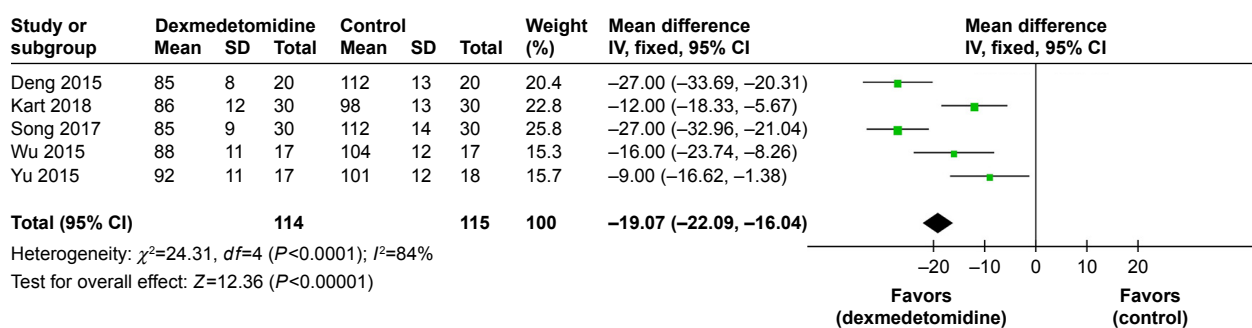 Study or subgroup Dexmedetomidine Control Weight (%) Mean difference IV, fixed, 95% CI Mean difference IV, fixed, 95% CI
Mean SD Total Mean SD Total
Deng 2015 85 8 20 112 13 20 20.4 –27.00 (–33.69, –20.31)
Kart 2018 86 12 30 98 13 30 22.8 –12.00 (–18.33, –5.67)
Song 2017 85 9 30 112 14 30 25.8 –27.00 (–32.96, –21.04)
Wu 2015 88 11 17 104 12 17 15.3 –16.00 (–23.74, –8.26)
Yu 2015 92 11 17 101 12 18 15.7 –9.00 (–16.62, –1.38)
Total (95% CI) 114 115 100 –19.07 (–22.09, –16.04)
Heterogeneity: χ²=24.31, df=4 (P<0.0001); I²=84%
Test for overall effect: Z=12.36 (P<0.00001)
–20 –10 0 10 20
Favors (dexmedetomidine) Favors (control)